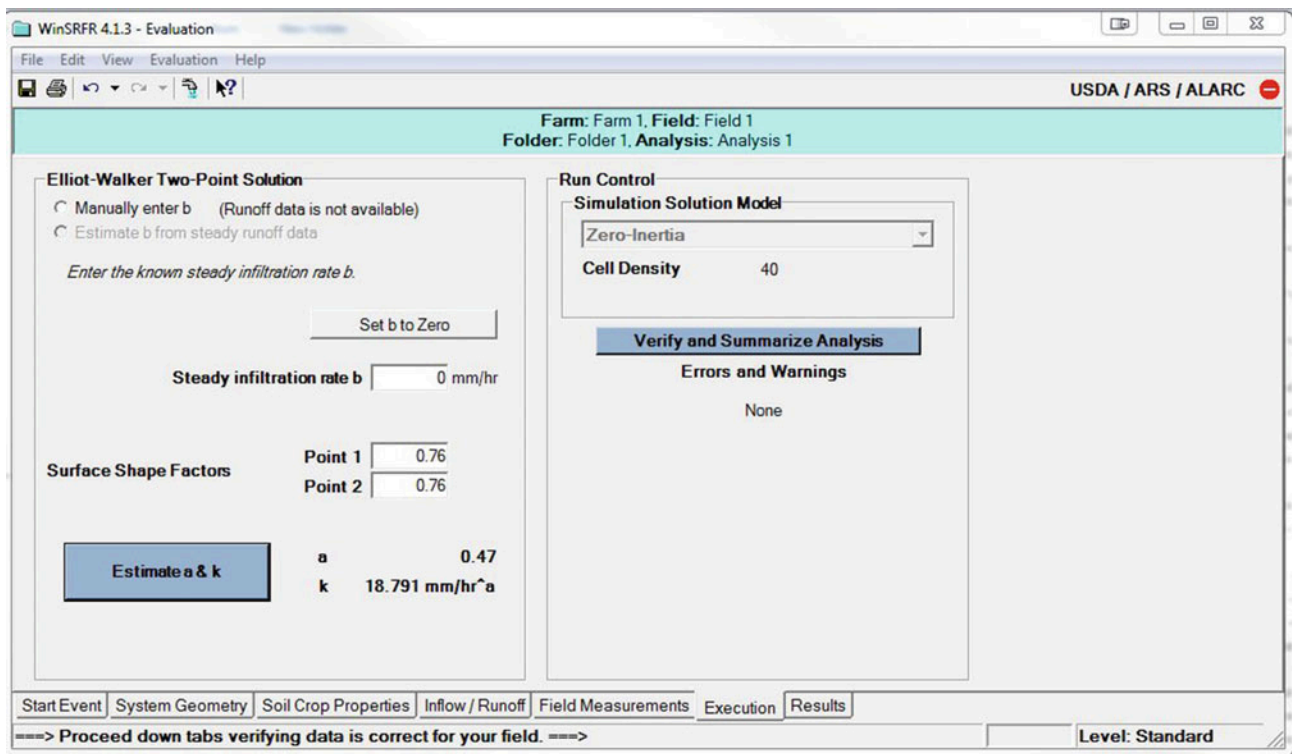 WinSRFR 4.1.3 - Evaluation
File Edit View Evaluation Help
USDA / ARS / ALARC
Farm: Farm 1, Field: Field 1
Folder: Folder 1, Analysis: Analysis 1
Elliot-Walker Two-Point Solution
Manually enter b (Runoff data is not available)
Estimate b from steady runoff data
Enter the known steady infiltration rate b.
Set b to Zero
Steady infiltration rate b 0 mm/hr
Surface Shape Factors
Point 1 0.76
Point 2 0.76
Estimate a & k
a 0.47
k 18.791 mm/hr^a
Run Control
Simulation Solution Model
Zero-Inertia
Cell Density 40
Verify and Summarize Analysis
Errors and Warnings
None
Start Event System Geometry Soil Crop Properties Inflow / Runoff Field Measurements Execution Results
===> Proceed down tabs verifying data is correct for your field. ===> Level: Standard